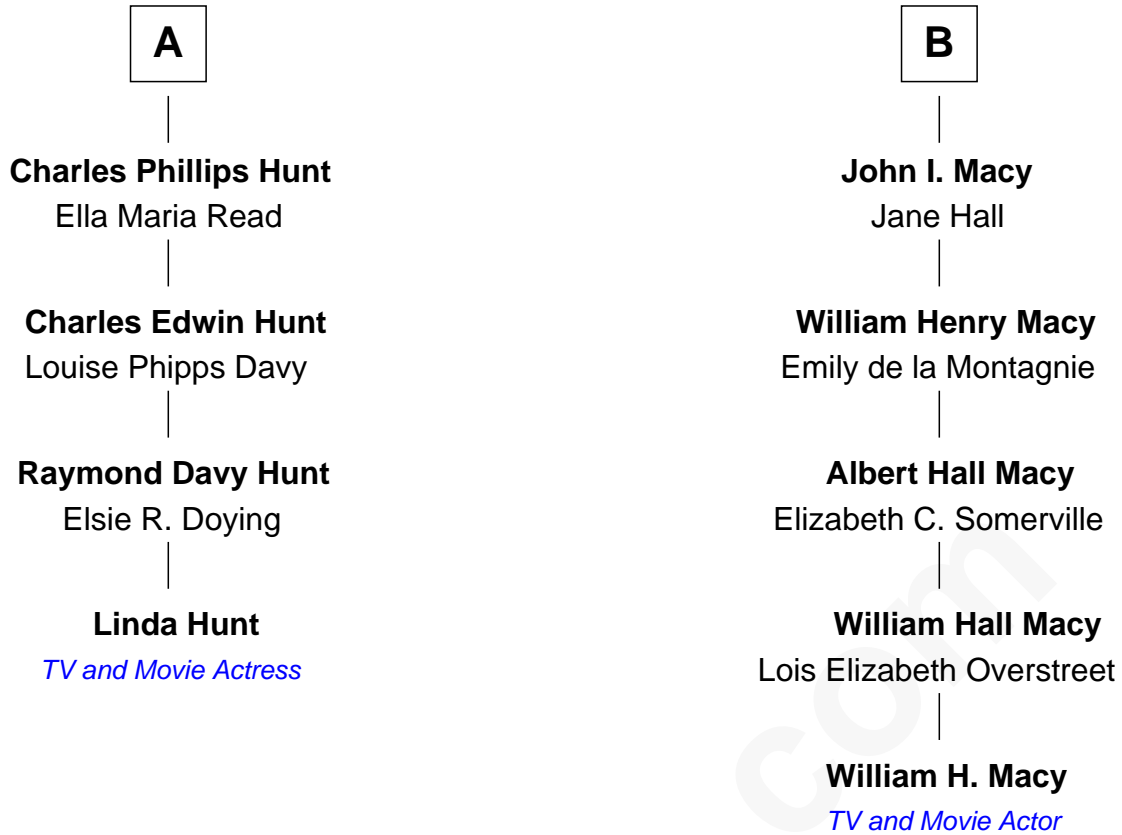 A
Charles Phillips Hunt
Ella Maria Read
Charles Edwin Hunt
Louise Phipps Davy
Raymond Davy Hunt
Elsie R. Doying
Linda Hunt
TV and Movie Actress
B
John I. Macy
Jane Hall
William Henry Macy
Emily de la Montagnie
Albert Hall Macy
Elizabeth C. Somerville
William Hall Macy
Lois Elizabeth Overstreet
William H. Macy
TV and Movie Actor
com